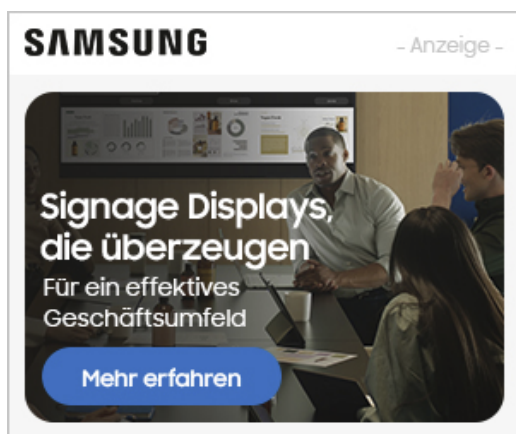 SAMSUNG
- Anzeige -
Signage Displays,
die überzeugen
Für ein effektives
Geschäftsumfeld
Mehr erfahren